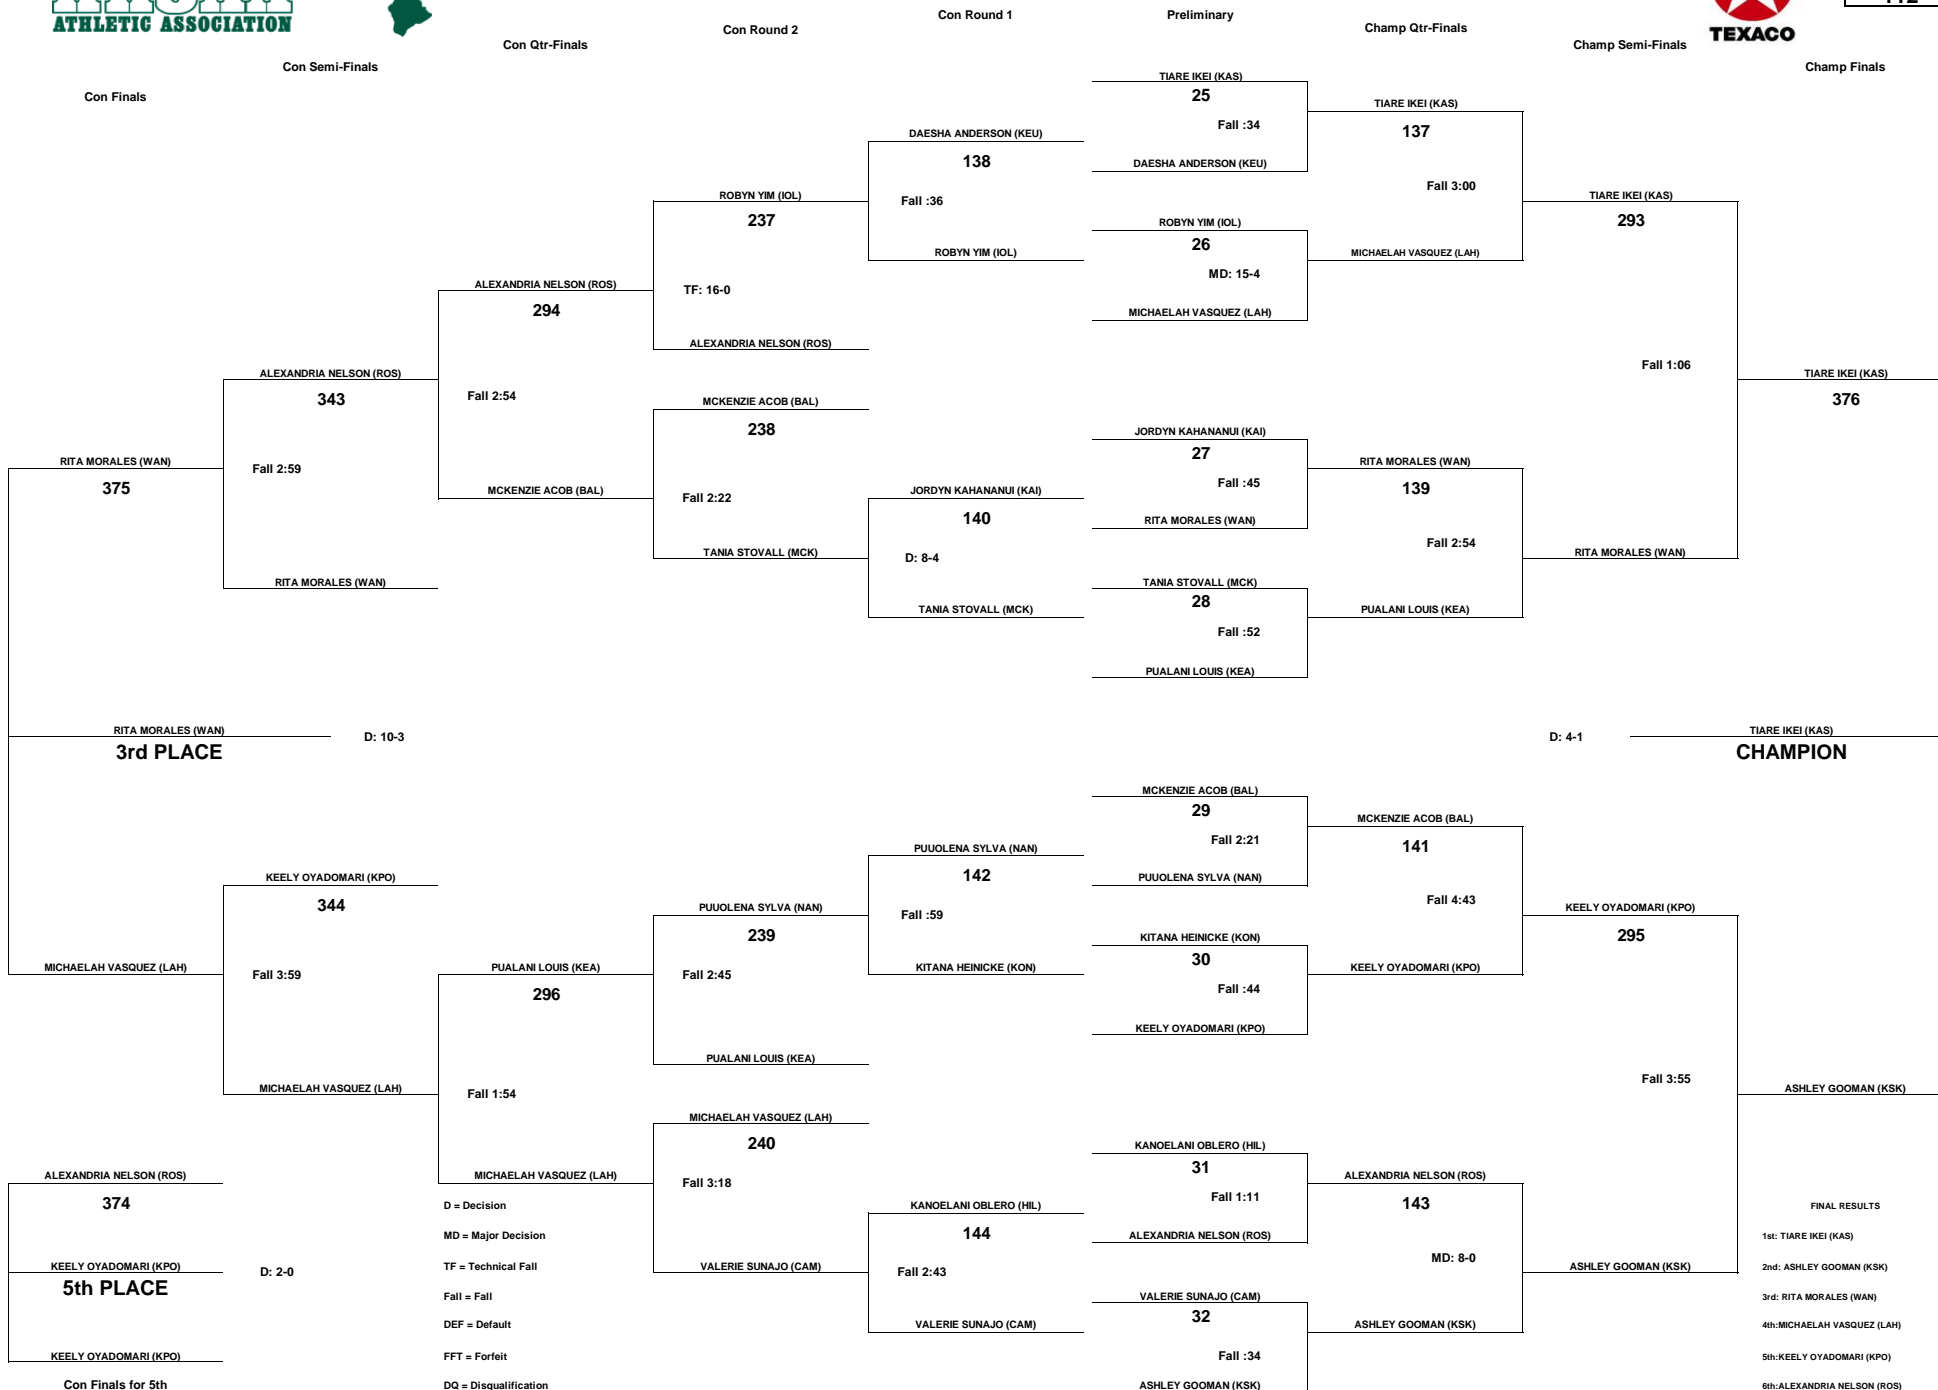 ATHLETIC ASSOCIATION
TEXACO
Con Finals
Con Semi-Finals
Con Qtr-Finals
Con Round 2
Con Round 1
Preliminary
Champ Qtr-Finals
Champ Semi-Finals
Champ Finals
TIARE IKEI (KAS)
25
Fall :34
DAESHA ANDERSON (KEU)
ROBYN YIM (IOL)
26
MD: 15-4
MICHAELAH VASQUEZ (LAH)
JORDYN KAHANANUI (KAI)
27
Fall :45
RITA MORALES (WAN)
TANIA STOVALL (MCK)
28
Fall :52
PUALANI LOUIS (KEA)
MCKENZIE ACOB (BAL)
29
Fall 2:21
PUUOLENA SYLVA (NAN)
KITANA HEINICKE (KON)
30
Fall :44
KEELY OYADOMARI (KPO)
KANOELANI OBLERO (HIL)
31
Fall 1:11
ALEXANDRIA NELSON (ROS)
VALERIE SUNAJO (CAM)
32
Fall :34
ASHLEY GOOMAN (KSK)
TIARE IKEI (KAS)
137
Fall 3:00
MICHAELAH VASQUEZ (LAH)
RITA MORALES (WAN)
139
Fall 2:54
PUALANI LOUIS (KEA)
MCKENZIE ACOB (BAL)
141
Fall 4:43
KEELY OYADOMARI (KPO)
ALEXANDRIA NELSON (ROS)
143
MD: 8-0
ASHLEY GOOMAN (KSK)
TIARE IKEI (KAS)
293
Fall 1:06
RITA MORALES (WAN)
KEELY OYADOMARI (KPO)
295
Fall 3:55
ASHLEY GOOMAN (KSK)
TIARE IKEI (KAS)
376
D: 4-1
TIARE IKEI (KAS)
CHAMPION
ASHLEY GOOMAN (KSK)
DAESHA ANDERSON (KEU)
138
Fall :36
ROBYN YIM (IOL)
JORDYN KAHANANUI (KAI)
140
D: 8-4
TANIA STOVALL (MCK)
PUUOLENA SYLVA (NAN)
142
Fall :59
KITANA HEINICKE (KON)
KANOELANI OBLERO (HIL)
144
Fall 2:43
VALERIE SUNAJO (CAM)
ROBYN YIM (IOL)
237
TF: 16-0
ALEXANDRIA NELSON (ROS)
MCKENZIE ACOB (BAL)
238
Fall 2:22
TANIA STOVALL (MCK)
PUUOLENA SYLVA (NAN)
239
Fall 2:45
PUALANI LOUIS (KEA)
MICHAELAH VASQUEZ (LAH)
240
Fall 3:18
VALERIE SUNAJO (CAM)
ALEXANDRIA NELSON (ROS)
294
Fall 2:54
MCKENZIE ACOB (BAL)
PUALANI LOUIS (KEA)
296
Fall 1:54
MICHAELAH VASQUEZ (LAH)
ALEXANDRIA NELSON (ROS)
343
Fall 2:59
RITA MORALES (WAN)
KEELY OYADOMARI (KPO)
344
Fall 3:59
MICHAELAH VASQUEZ (LAH)
RITA MORALES (WAN)
375
RITA MORALES (WAN)
3rd PLACE
D: 10-3
MICHAELAH VASQUEZ (LAH)
ALEXANDRIA NELSON (ROS)
374
KEELY OYADOMARI (KPO)
5th PLACE
D: 2-0
KEELY OYADOMARI (KPO)
Con Finals for 5th
D = Decision
MD = Major Decision
TF = Technical Fall
Fall = Fall
DEF = Default
FFT = Forfeit
DQ = Disqualification
FINAL RESULTS
1st: TIARE IKEI (KAS)
2nd: ASHLEY GOOMAN (KSK)
3rd: RITA MORALES (WAN)
4th:MICHAELAH VASQUEZ (LAH)
5th:KEELY OYADOMARI (KPO)
6th:ALEXANDRIA NELSON (ROS)